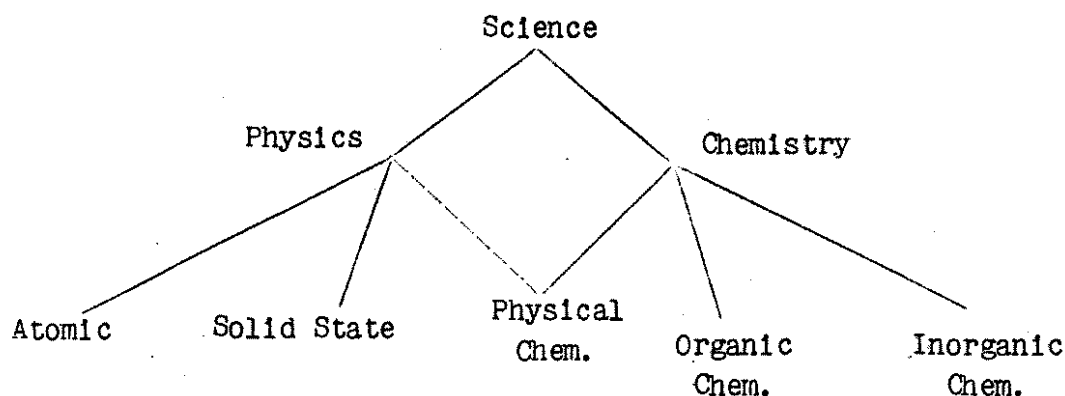 Science
Physics
Chemistry
Atomic
Solid State
Physical
Chem.
Organic
Chem.
Inorganic
Chem.